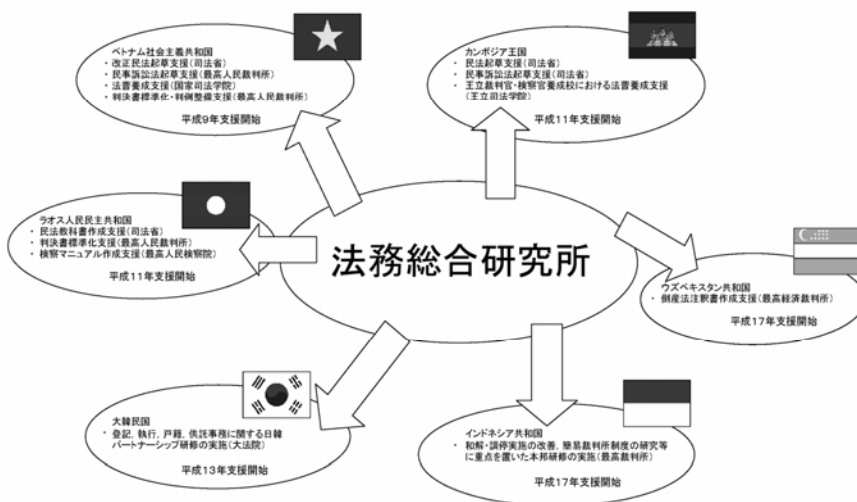 ベトナム社会主義共和国
・ 改正民法起草支援(司法省)
・ 民事訴訟法起草支援(最高人民裁判所)
・ 法曹養成支援(国家司法学院)
・ 判決書標準化・判例整備支援(最高人民裁判所)
平成9年支援開始
カンボジア王国
・ 民法起草支援(司法省)
・ 民事訴訟法起草支援(司法省)
・ 王立裁判官・検察官養成校における法曹養成支援
(王立司法学院)
平成11年支援開始
ラオス人民民主共和国
・ 民法教科書作成支援(司法省)
・ 判決書標準化支援(最高人民裁判所)
・ 検察マニュアル作成支援(最高人民検察院)
平成11年支援開始
法務総合研究所
ウズベキスタン共和国
・ 倒産法注釈書作成支援(最高経済裁判所)
平成17年支援開始
大韓民国
・ 登記,執行,戸籍,供託事務に関する日韓
パートナーシップ研修の実施(大法院)
平成13年支援開始
インドネシア共和国
・ 和解・調停実施の改善,簡易裁判所制度の研究等
に重点を置いた本邦研修の実施(最高裁判所)
平成17年支援開始